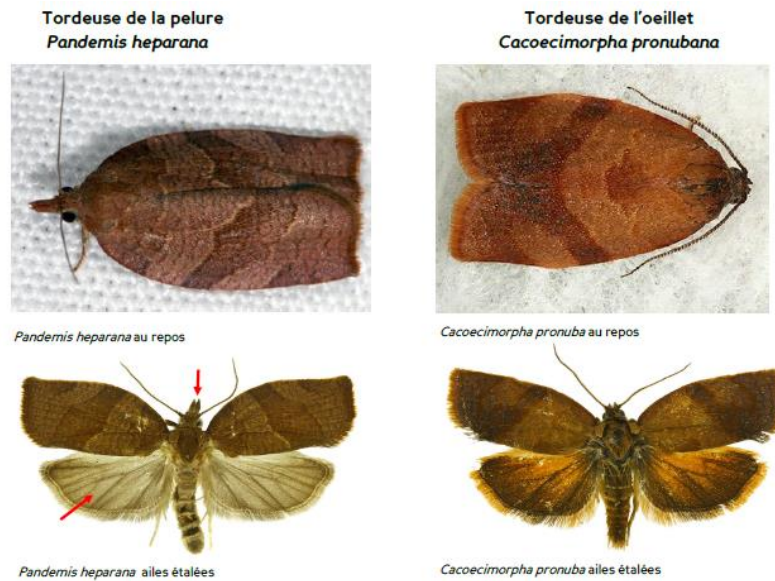 Tordeuse de la pelure
Pandemis heparana
Tordeuse de l'oeillet
Cacoecimorpha pronubana
Pandemis heparana au repos
Cacoecimorpha pronuba au repos
Pandemis heparana ailes étalées
Cacoecimorpha pronuba ailes étalées